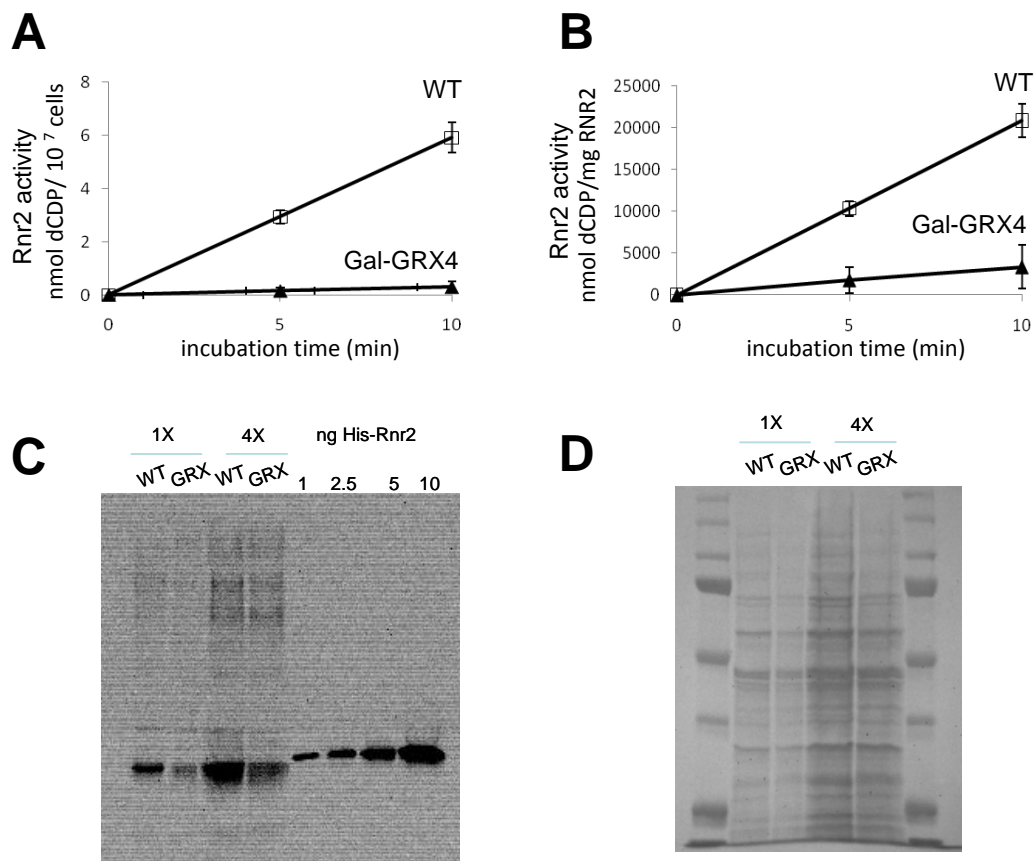 A
Rnr2 activity
nmol dCDP/ 10 7 cells
8
6
4
2
0
WT
Gal-GRX4
0 5 10
incubation time (min)
B
Rnr2 activity
nmol dCDP/mg RNR2
25000
20000
15000
10000
5000
0
WT
Gal-GRX4
0 5 10
incubation time (min)
C
1X 4X ng His-Rnr2
WT GRX WT GRX 1 2.5 5 10
D
1X 4X
WT GRX WT GRX